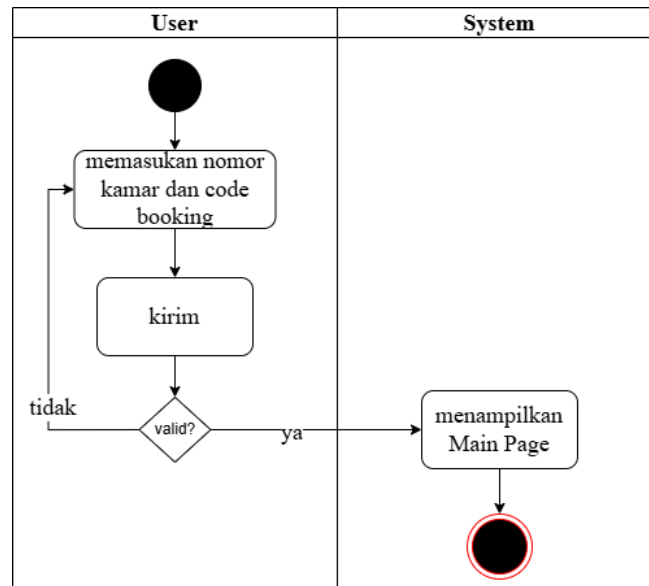 User
System
memasukan nomor
kamar dan code
booking
kirim
tidak
valid?
ya
menampilkan
Main Page